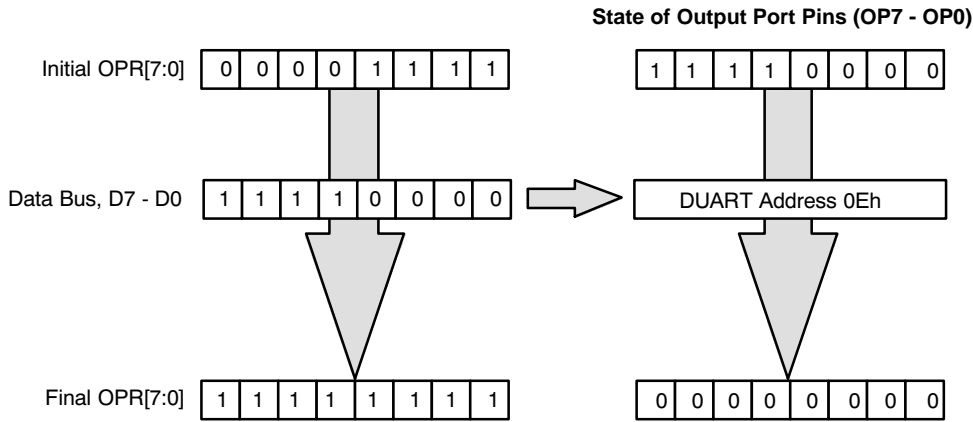 State of Output Port Pins (OP7 - OP0)
Initial OPR[7:0] 0 0 0 0 1 1 1 1 1 1 1 1 0 0 0 0
Data Bus, D7 - D0 1 1 1 1 0 0 0 0 DUART Address 0Eh
Final OPR[7:0] 1 1 1 1 1 1 1 1 0 0 0 0 0 0 0 0